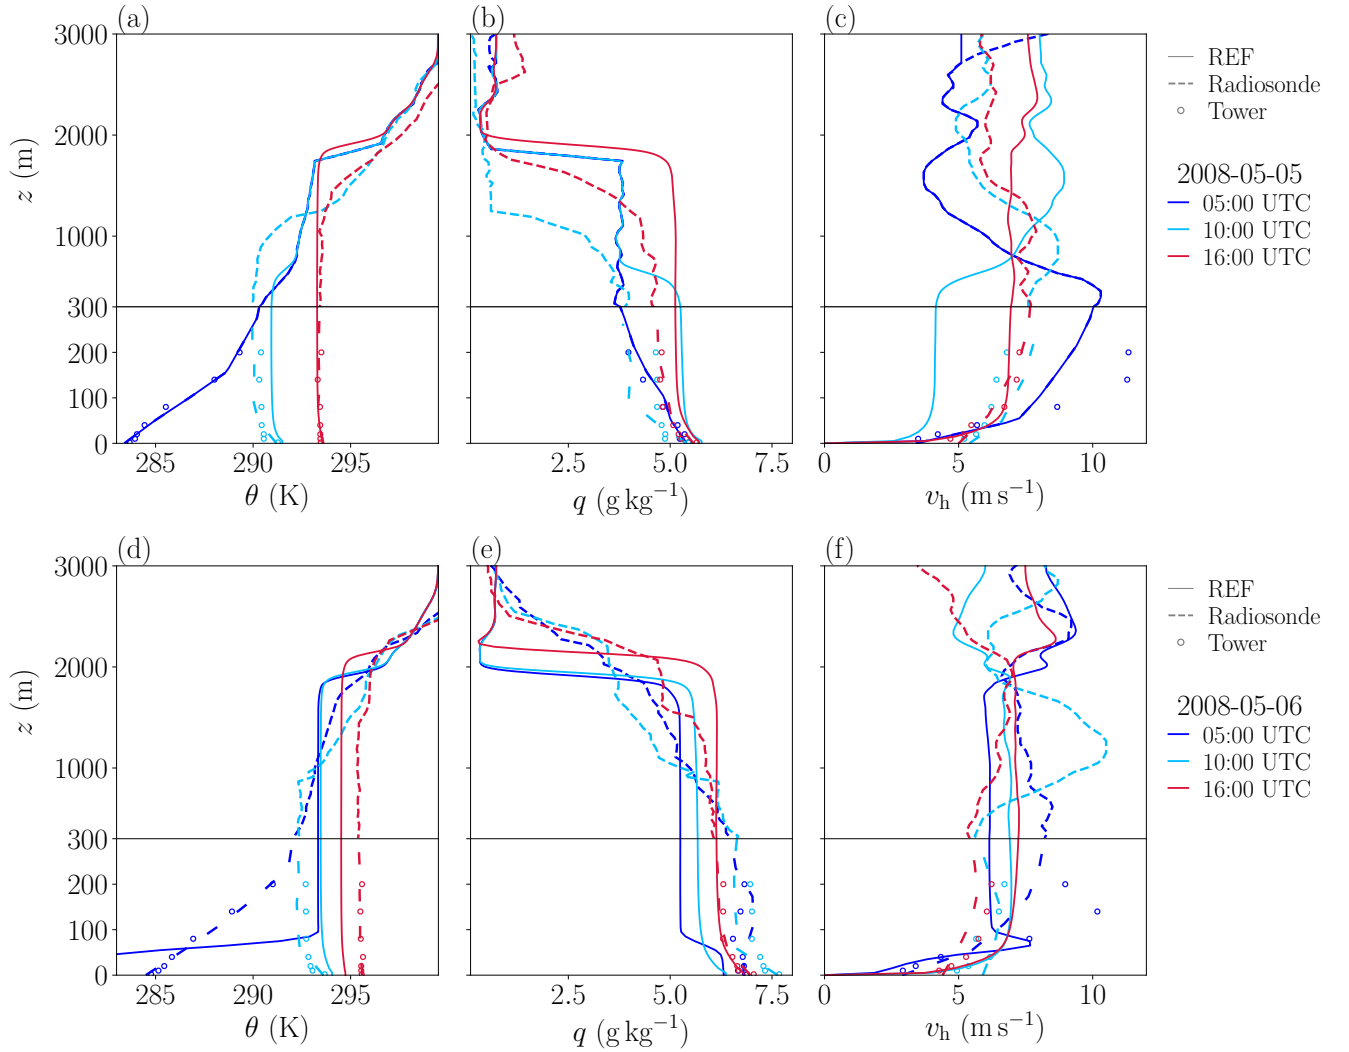 (a) (b) (c)
3000
2000
1000
300
200
100
0
z (m)
285 290 295
θ (K)
2.5 5.0 7.5
q (g kg⁻¹)
0 5 10
v_h (m s⁻¹)
REF
Radiosonde
Tower
2008-05-05
05:00 UTC
10:00 UTC
16:00 UTC
(d) (e) (f)
3000
2000
1000
300
200
100
0
z (m)
285 290 295
θ (K)
2.5 5.0 7.5
q (g kg⁻¹)
0 5 10
v_h (m s⁻¹)
REF
Radiosonde
Tower
2008-05-06
05:00 UTC
10:00 UTC
16:00 UTC